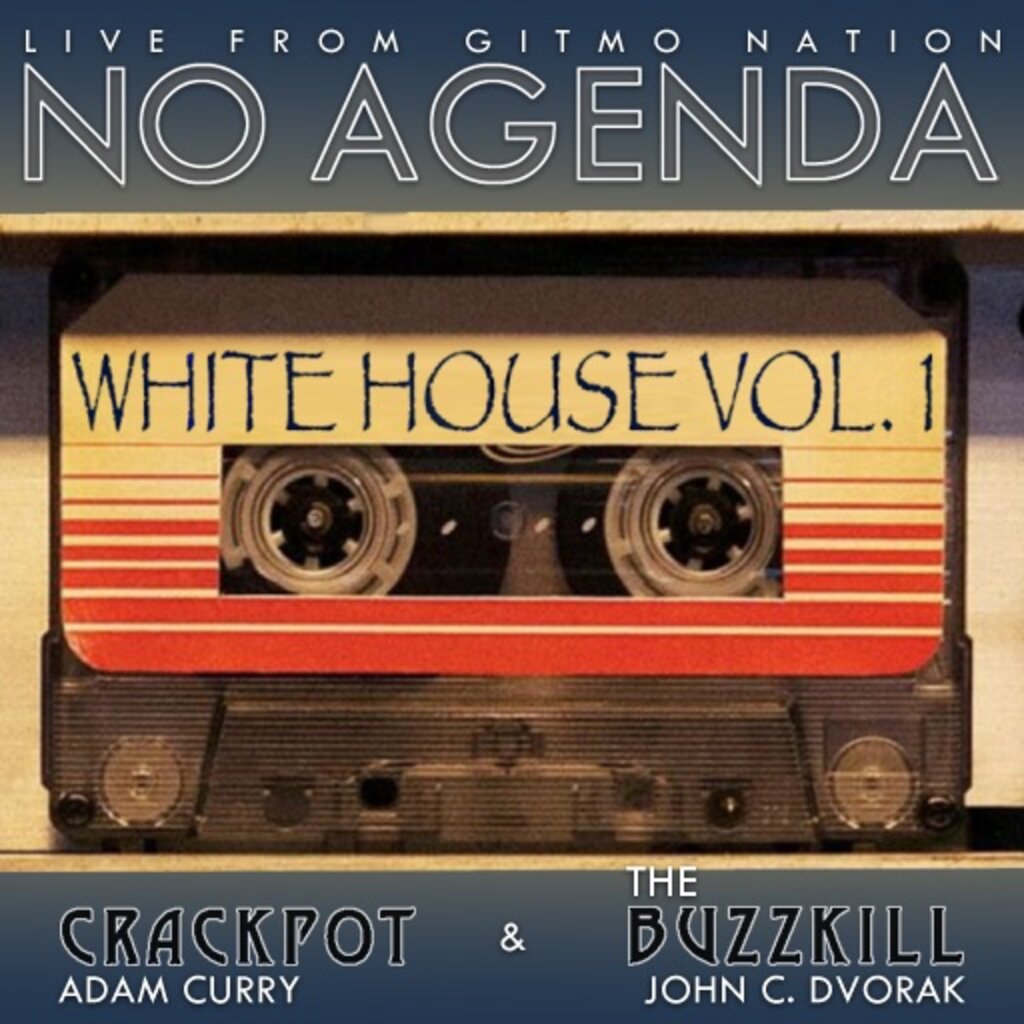 LIVE FROM GITMO NATION
NO AGENDA
WHITE HOUSE VOL. 1
CRACKPOT & THE BUZZKILL
ADAM CURRY JOHN C. DVORAK